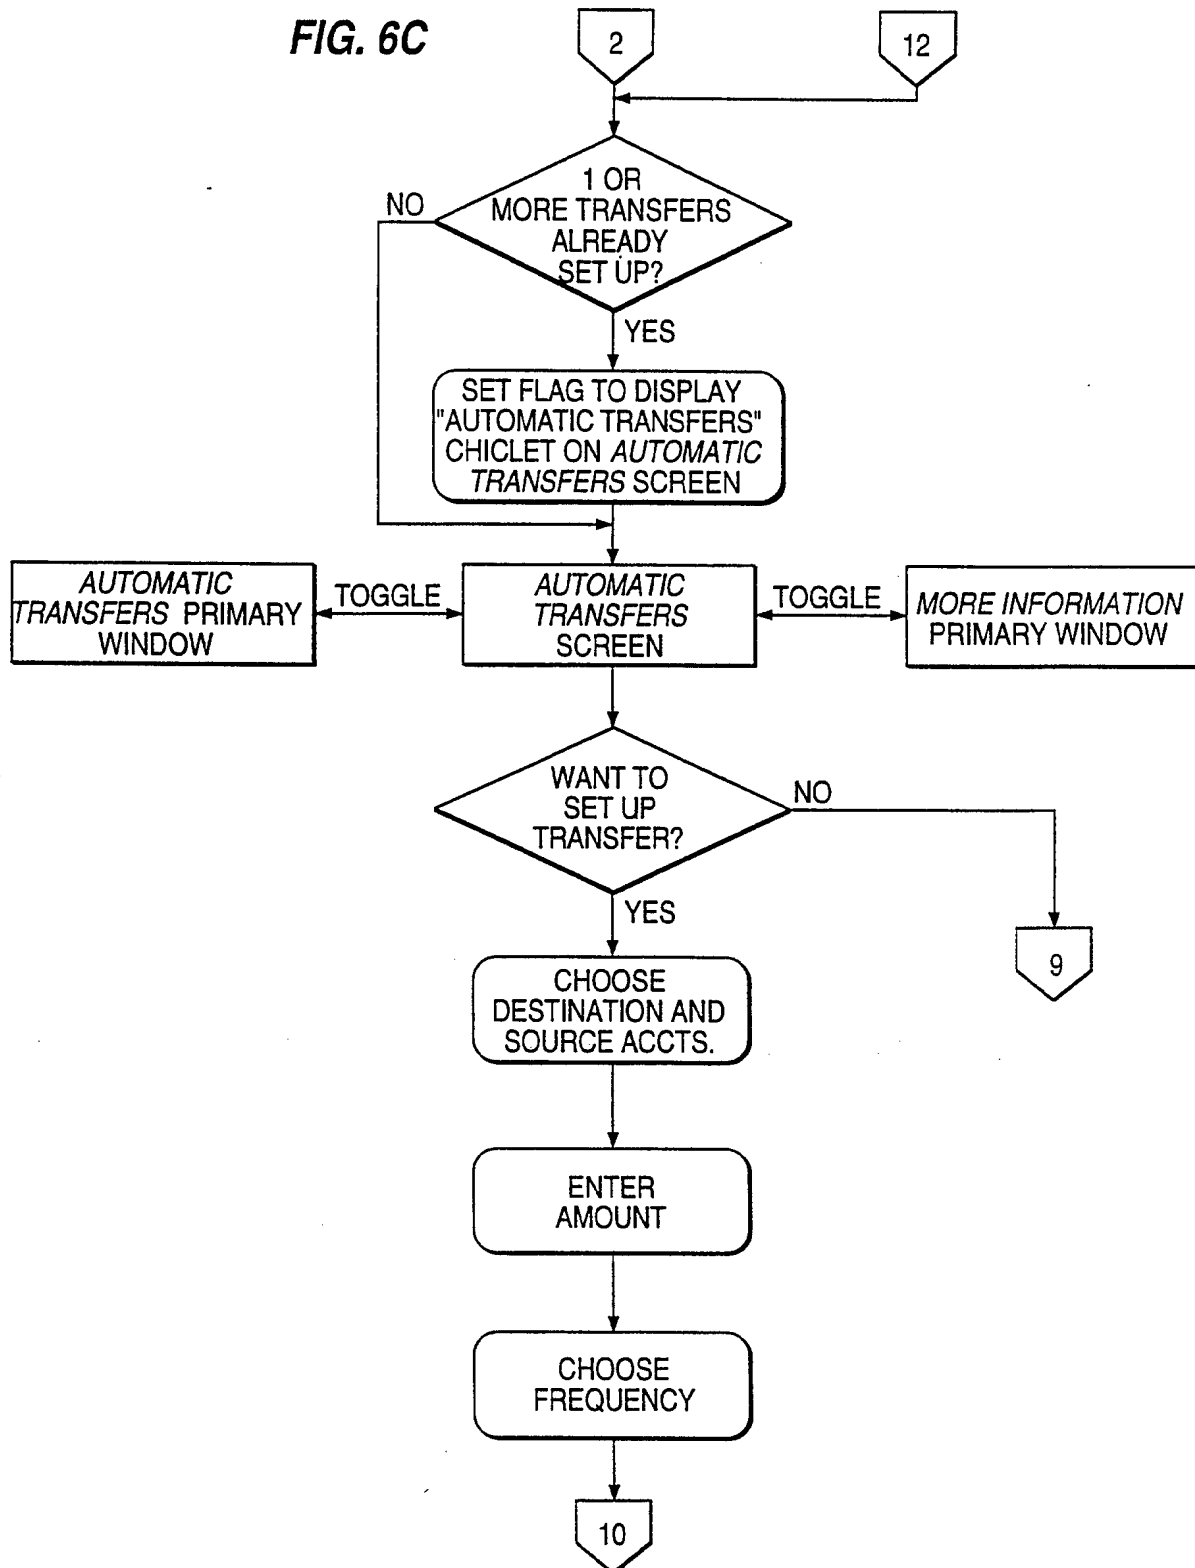 FIG. 6C
2
12
1 OR
MORE TRANSFERS
ALREADY
SET UP?
NO
YES
SET FLAG TO DISPLAY
"AUTOMATIC TRANSFERS"
CHICLET ON AUTOMATIC
TRANSFERS SCREEN
AUTOMATIC
TRANSFERS PRIMARY
WINDOW
TOGGLE
AUTOMATIC
TRANSFERS
SCREEN
TOGGLE
MORE INFORMATION
PRIMARY WINDOW
WANT TO
SET UP
TRANSFER?
NO
YES
9
CHOOSE
DESTINATION AND
SOURCE ACCTS.
ENTER
AMOUNT
CHOOSE
FREQUENCY
10